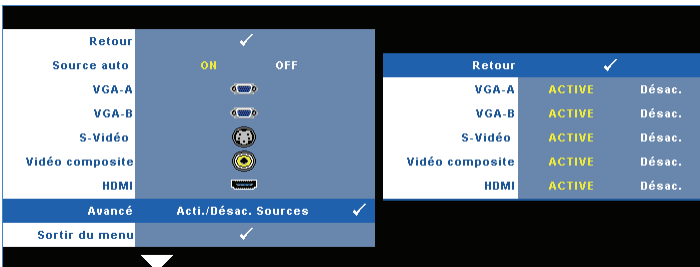 Retour
Source auto ON OFF
VGA-A
VGA-B
S-Vidéo
Vidéo composite
HDMI
Avancé Acti./Désac. Sources
Sortir du menu
Retour
VGA-A ACTIVE Désac.
VGA-B ACTIVE Désac.
S-Vidéo ACTIVE Désac.
Vidéo composite ACTIVE Désac.
HDMI ACTIVE Désac.